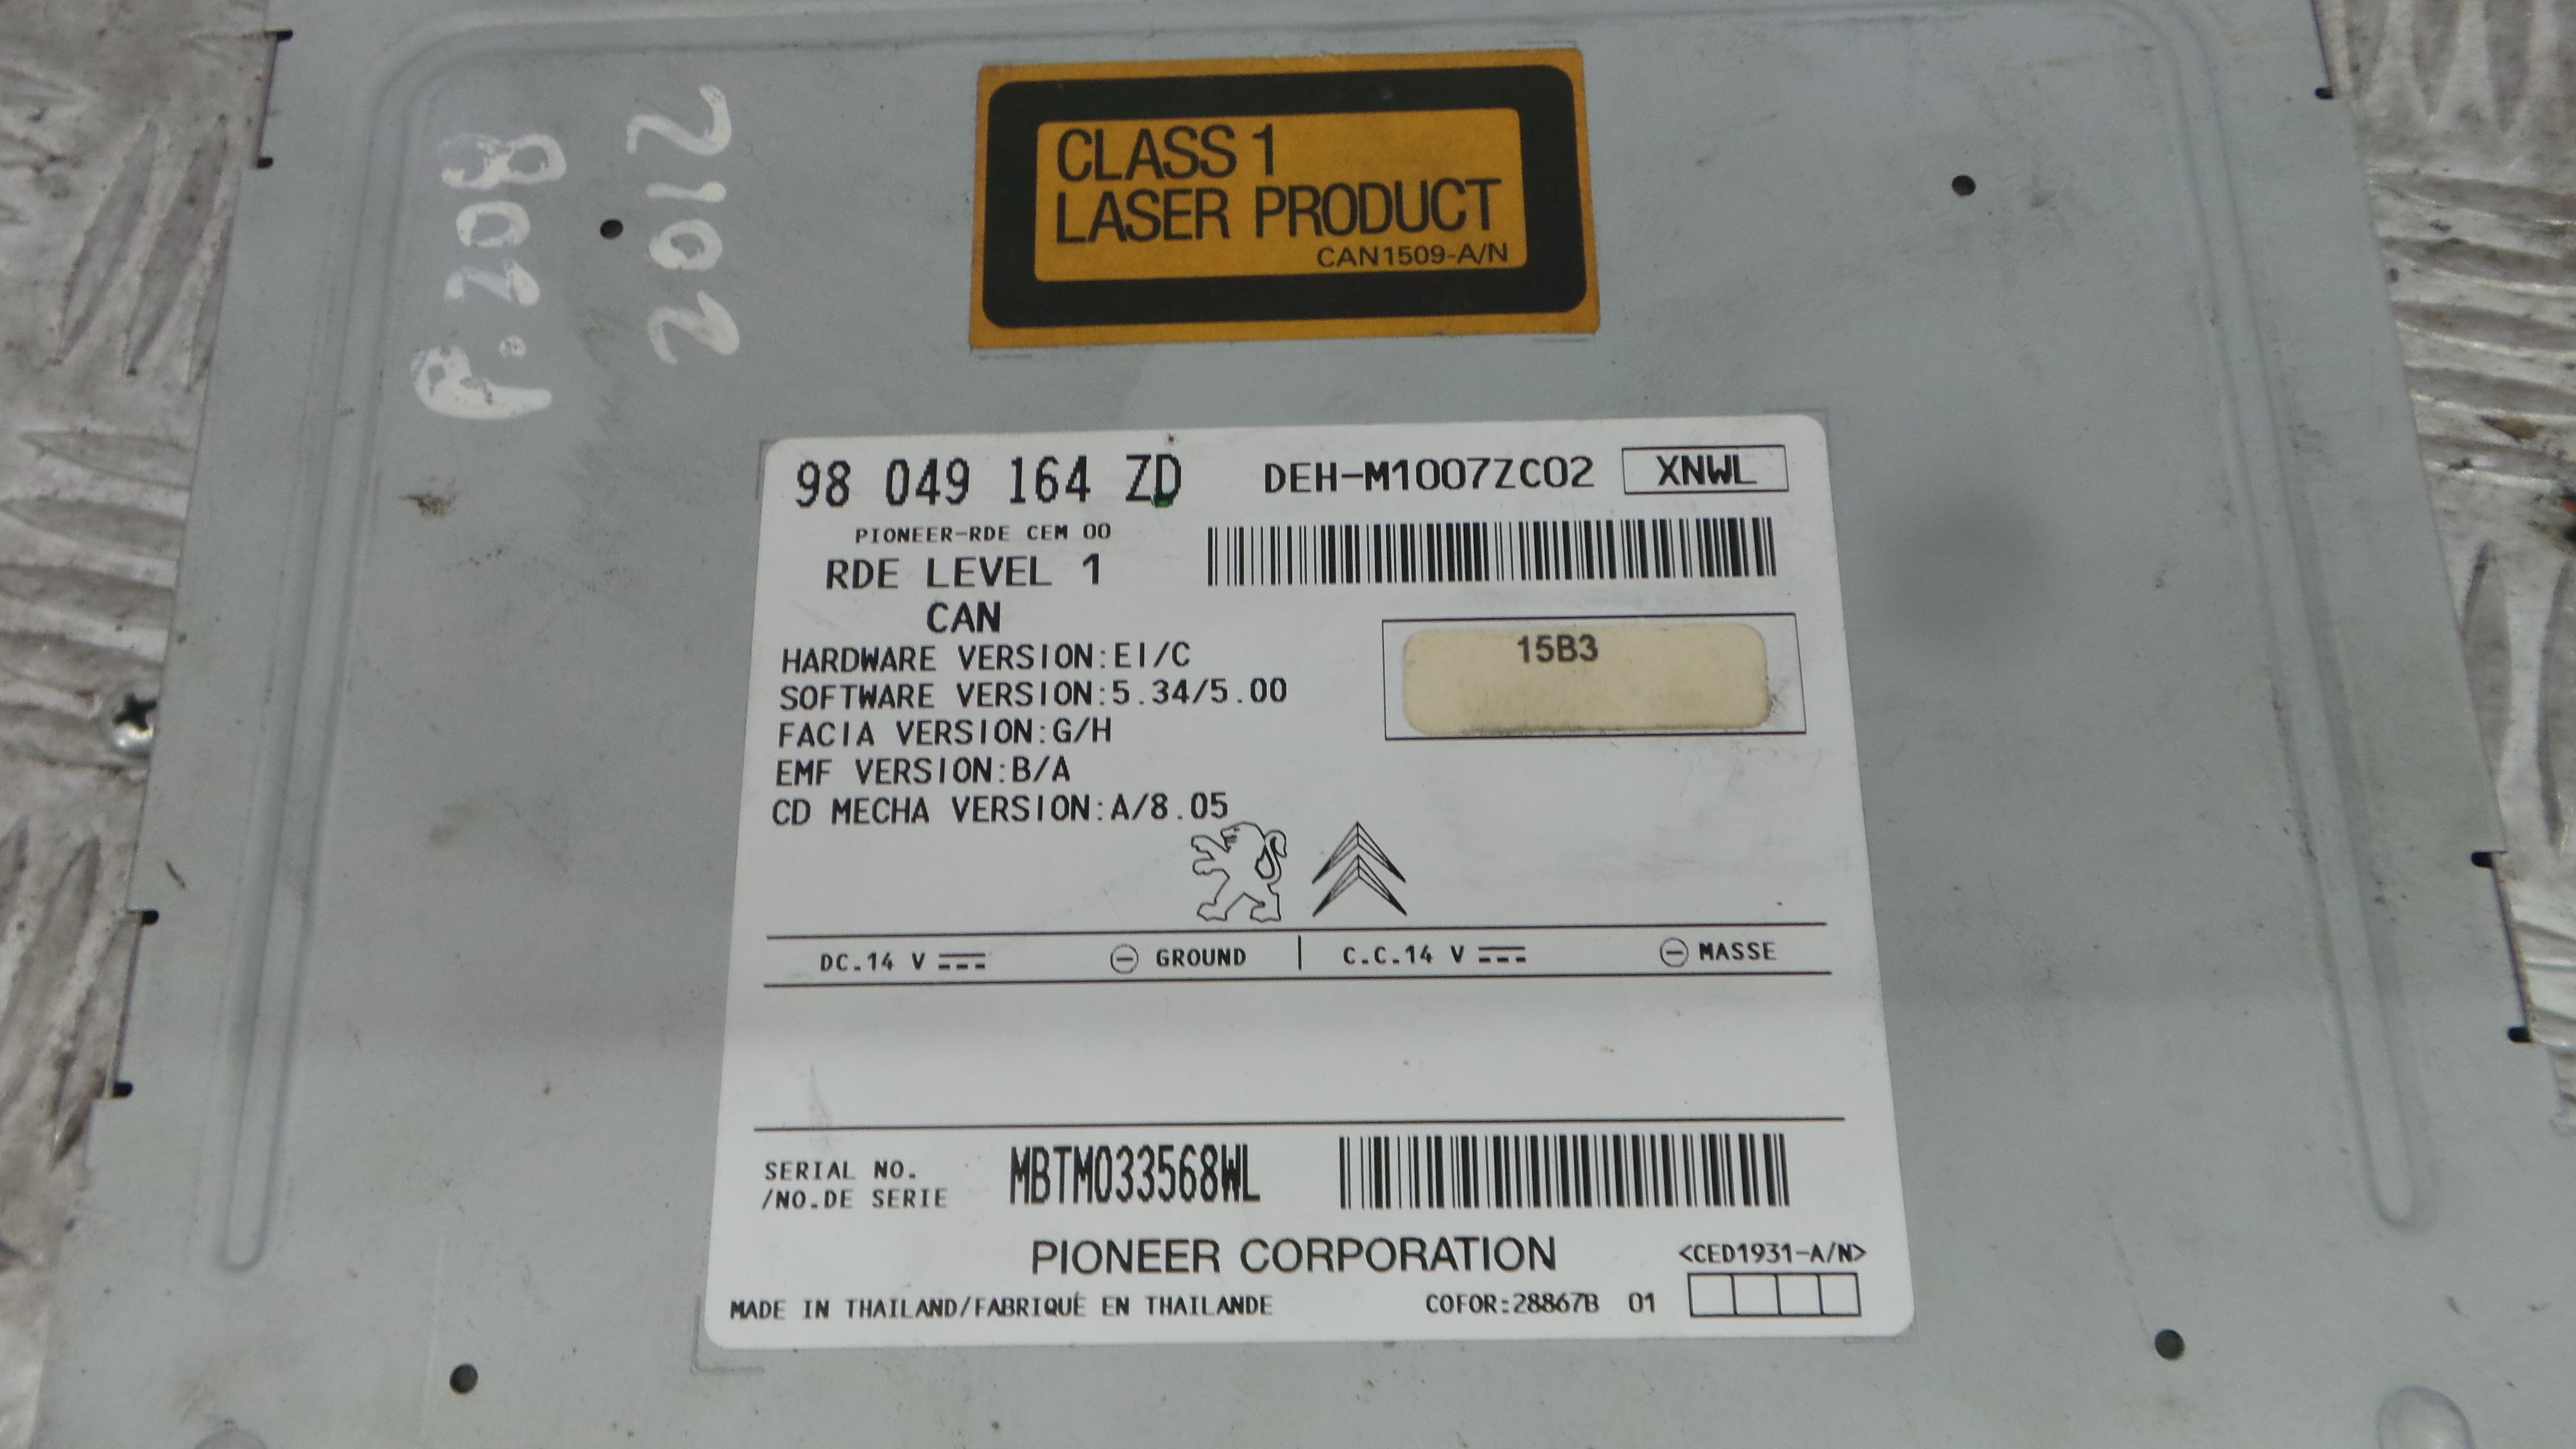 P.208
2012
CLASS 1
LASER PRODUCT
CAN1509-A/N
98 049 164 ZD DEH-M1007ZC02 XNWL
PIONEER-RDE CEM 00
RDE LEVEL 1
CAN
HARDWARE VERSION:EI/C
15B3
SOFTWARE VERSION:5.34/5.00
FACIA VERSION:G/H
EMF VERSION:B/A
CD MECHA VERSION:A/8.05
DC.14 V ⊖ GROUND | C.C.14 V ⊖ MASSE
SERIAL NO.
/NO.DE SERIE
MBTM033568WL
PIONEER CORPORATION
<CED1931-A/N>
MADE IN THAILAND/FABRIQUÉ EN THAILANDE COFOR:28867B 01